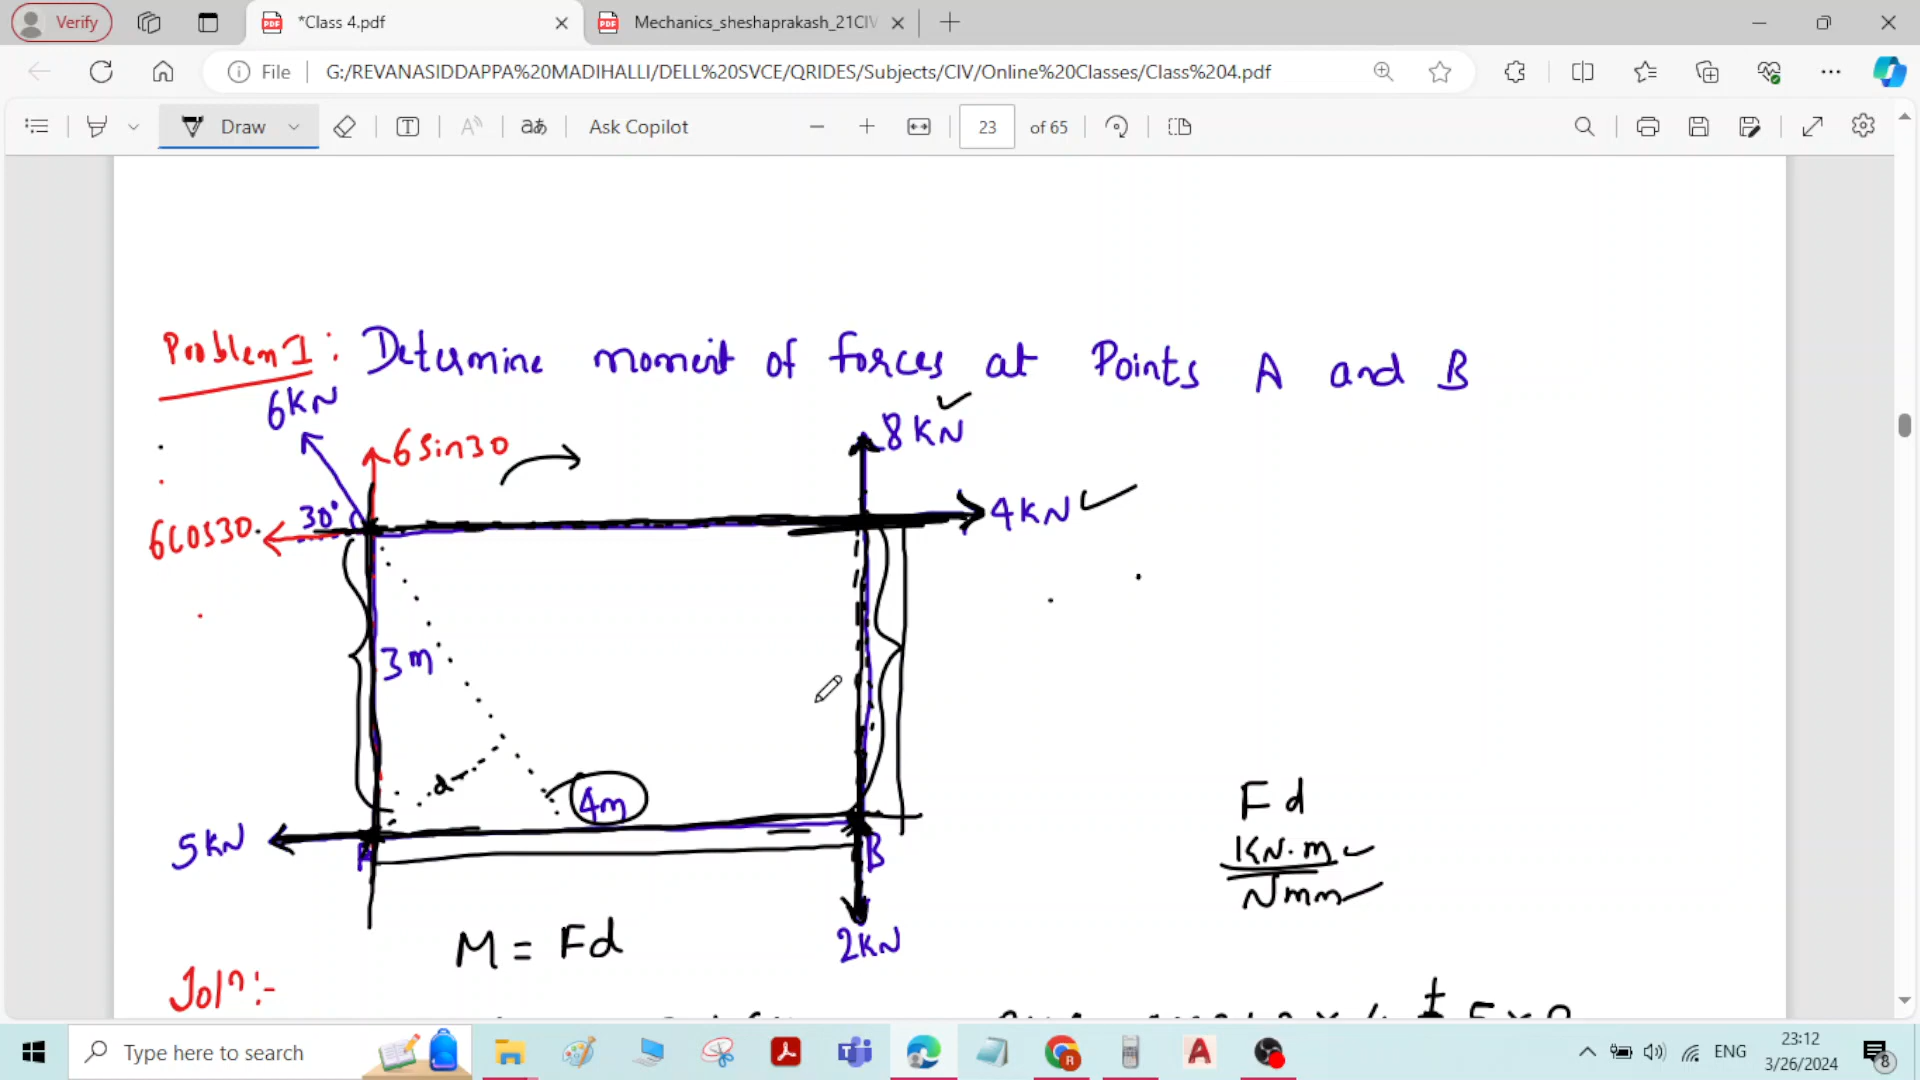 Verify
*Class 4.pdf
Mechanics_sheshaprakash_21CIV
File
G:/REVANASIDDAPPA%20MADIHALLI/DELL%20SVCE/QRIDES/Subjects/CIV/Online%20Classes/Class%204.pdf
Draw
Ask Copilot
23
of 65
Problem 1: Determine moment of forces at Points A and B
6KN
6Sin30
8KN
30°
6Cos30
4KN
3m
d
4m
5KN
A
B
2KN
Fd
KN.m
Nmm
M = Fd
Soln:-
Type here to search
ENG
23:12
3/26/2024
8